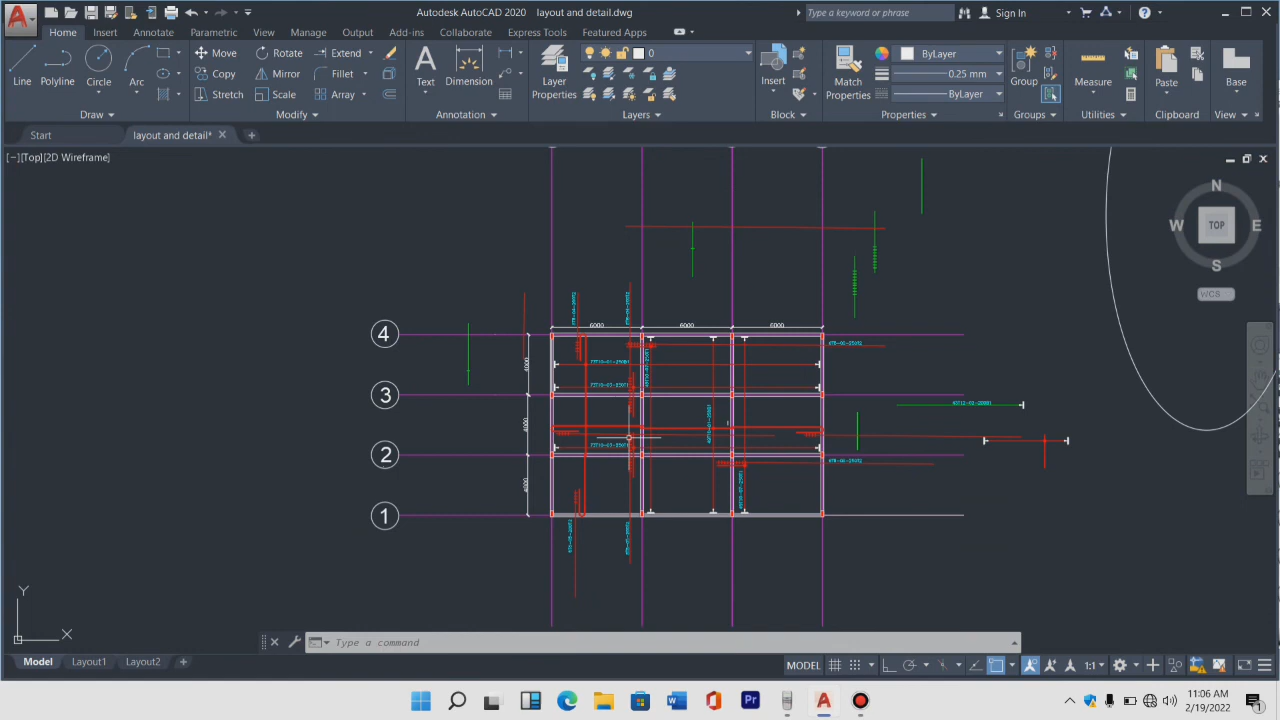 Autodesk AutoCAD 2020 layout and detail.dwg
Type a keyword or phrase
Sign In
Home Insert Annotate Parametric View Manage Output Add-ins Collaborate Express Tools Featured Apps
Line Polyline Circle Arc
Move Rotate Extend
Copy Mirror Fillet
Stretch Scale Array
Text Dimension
Layer Properties
0
Insert
Match Properties
ByLayer
0.25 mm
ByLayer
Group Measure Paste Base
Draw Modify Annotation Layers Block Properties Groups Utilities Clipboard View
Start layout and detail*
[−][Top][2D Wireframe]
N
W TOP E
S
WCS
4
3
2
1
6000 6000 6000
4000
4000
4000
Y
X
Type a command
Model Layout1 Layout2
MODEL 1:1
W Pr A
11:06 AM
2/19/2022